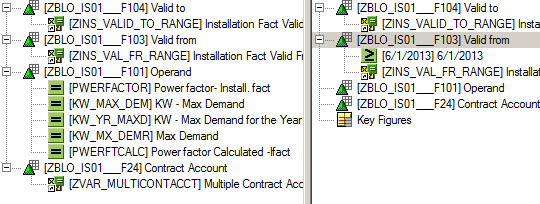 [ZBLO_IS01___F104] Valid to
[ZINS_VALID_TO_RANGE] Installation Fact Valid
[ZBLO_IS01___F103] Valid from
[ZINS_VAL_FR_RANGE] Installation Fact Valid Fr
[ZBLO_IS01___F101] Operand
[PWERFACTOR] Power factor- Install. fact
[KW_MAX_DEM] KW - Max Demand
[KW_YR_MAXD] KW - Max Demand for the Year
[KW_MX_DEMR] Max Demand
[PWERFTCALC] Power factor Calculated -Ifact
[ZBLO_IS01___F24] Contract Account
[ZVAR_MULTICONTACCT] Multiple Contract Acc
[ZBLO_IS01___F104] Valid to
[ZINS_VALID_TO_RANGE] Ins
[ZBLO_IS01___F103] Valid from
[6/1/2013] 6/1/2013
[ZINS_VAL_FR_RANGE] Installa
[ZBLO_IS01___F101] Operand
[ZBLO_IS01___F24] Contract Account
Key Figures